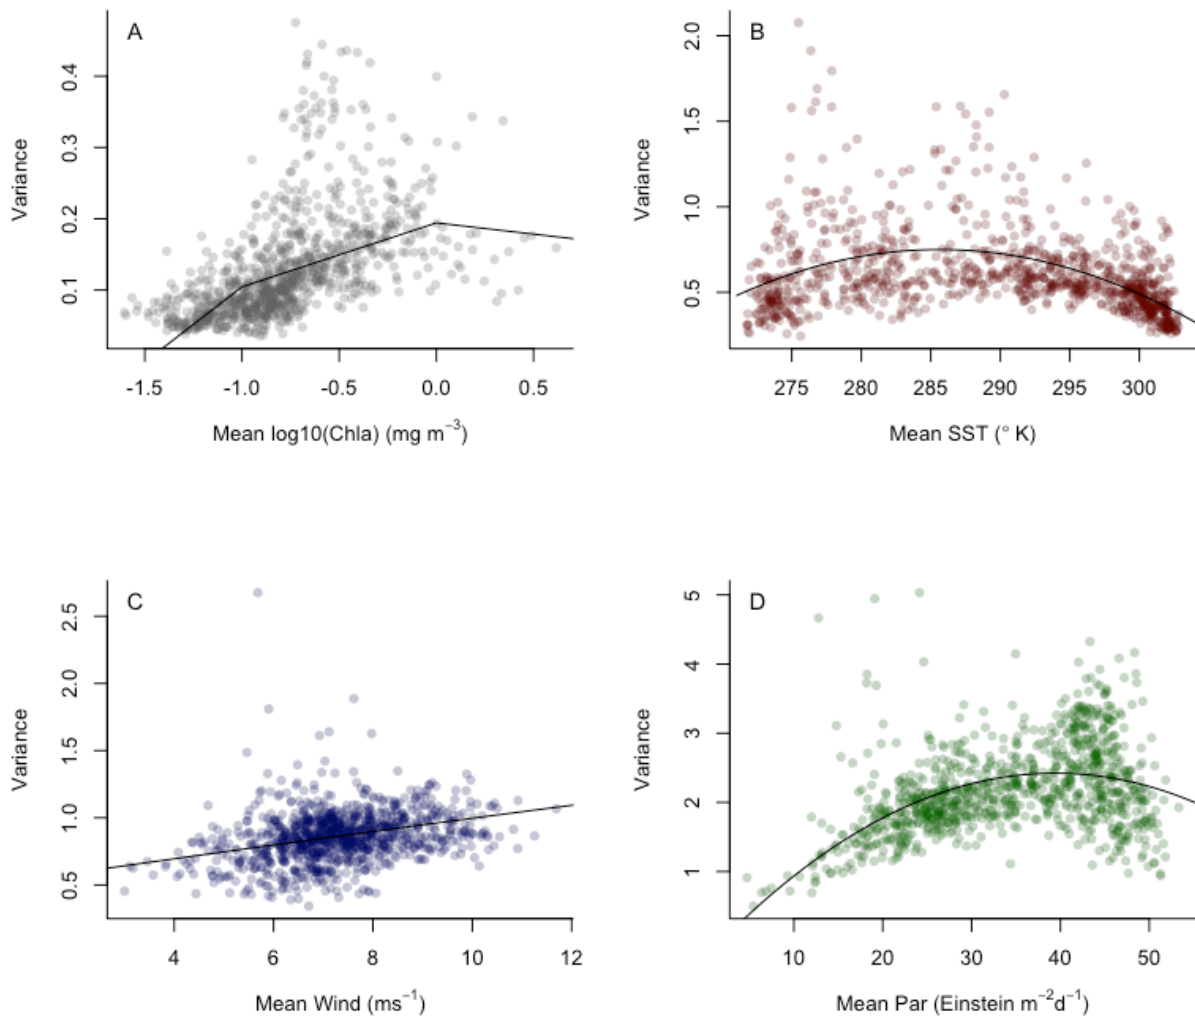 A
Variance
0.1 0.2 0.3 0.4
-1.5 -1.0 -0.5 0.0 0.5
Mean log10(Chla) (mg m⁻³)
B
Variance
0.5 1.0 1.5 2.0
275 280 285 290 295 300
Mean SST (° K)
C
Variance
0.5 1.0 1.5 2.0 2.5
4 6 8 10 12
Mean Wind (ms⁻¹)
D
Variance
1 2 3 4 5
10 20 30 40 50
Mean Par (Einstein m⁻²d⁻¹)